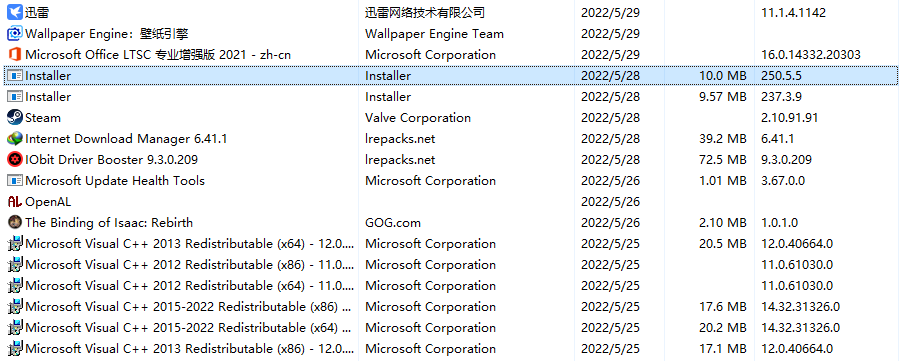 迅雷 迅雷网络技术有限公司 2022/5/29 11.1.4.1142
Wallpaper Engine：壁纸引擎 Wallpaper Engine Team 2022/5/29
Microsoft Office LTSC 专业增强版 2021 - zh-cn Microsoft Corporation 2022/5/29 16.0.14332.20303
Installer Installer 2022/5/28 10.0 MB 250.5.5
Installer Installer 2022/5/28 9.57 MB 237.3.9
Steam Valve Corporation 2022/5/28 2.10.91.91
Internet Download Manager 6.41.1 lrepacks.net 2022/5/28 39.2 MB 6.41.1
IObit Driver Booster 9.3.0.209 lrepacks.net 2022/5/28 72.5 MB 9.3.0.209
Microsoft Update Health Tools Microsoft Corporation 2022/5/26 1.01 MB 3.67.0.0
AL OpenAL 2022/5/26
The Binding of Isaac: Rebirth GOG.com 2022/5/26 2.10 MB 1.0.1.0
Microsoft Visual C++ 2013 Redistributable (x64) - 12.0.... Microsoft Corporation 2022/5/25 20.5 MB 12.0.40664.0
Microsoft Visual C++ 2012 Redistributable (x86) - 11.0.... Microsoft Corporation 2022/5/25 11.0.61030.0
Microsoft Visual C++ 2012 Redistributable (x64) - 11.0.... Microsoft Corporation 2022/5/25 11.0.61030.0
Microsoft Visual C++ 2015-2022 Redistributable (x86) ... Microsoft Corporation 2022/5/25 17.6 MB 14.32.31326.0
Microsoft Visual C++ 2015-2022 Redistributable (x64) ... Microsoft Corporation 2022/5/25 20.2 MB 14.32.31326.0
Microsoft Visual C++ 2013 Redistributable (x86) - 12.0.... Microsoft Corporation 2022/5/25 17.1 MB 12.0.40664.0